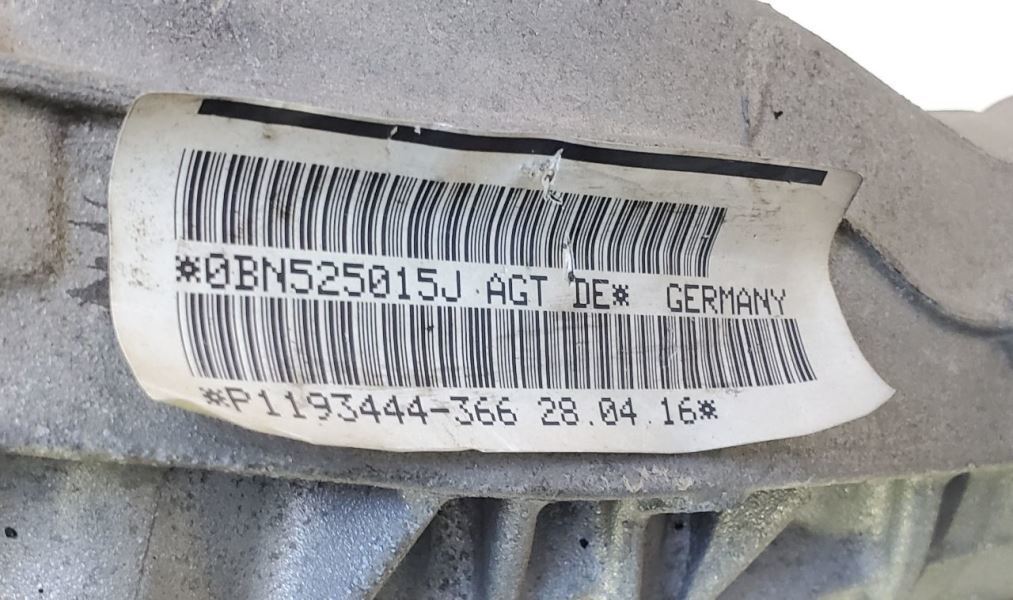 *0BN525015J AGT DE* GERMANY
*P1193444-366 28.04.16*